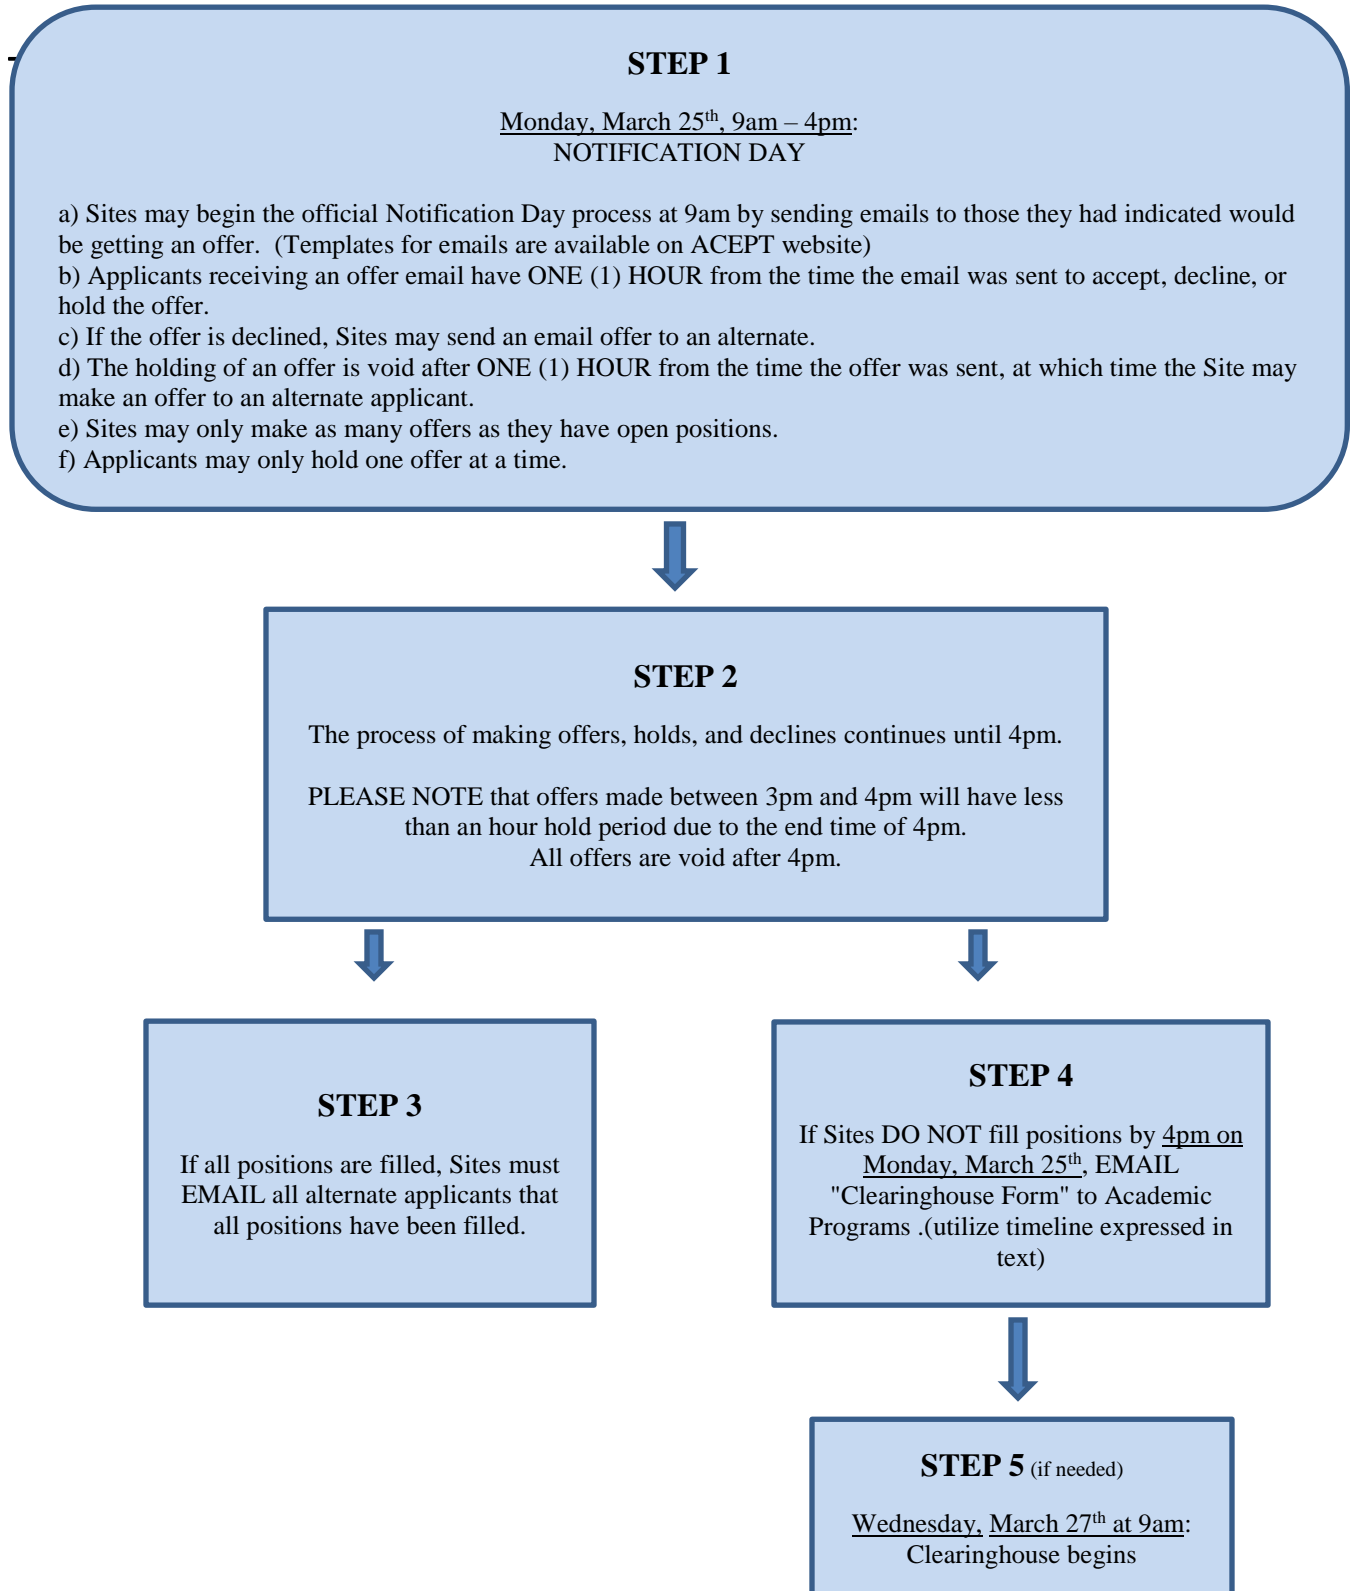 STEP 1
Monday, March 25th, 9am – 4pm:
NOTIFICATION DAY
a) Sites may begin the official Notification Day process at 9am by sending emails to those they had indicated would
be getting an offer.  (Templates for emails are available on ACEPT website)
b) Applicants receiving an offer email have ONE (1) HOUR from the time the email was sent to accept, decline, or
hold the offer.
c) If the offer is declined, Sites may send an email offer to an alternate.
d) The holding of an offer is void after ONE (1) HOUR from the time the offer was sent, at which time the Site may
make an offer to an alternate applicant.
e) Sites may only make as many offers as they have open positions.
f) Applicants may only hold one offer at a time.
STEP 2
The process of making offers, holds, and declines continues until 4pm.
PLEASE NOTE that offers made between 3pm and 4pm will have less
than an hour hold period due to the end time of 4pm.
All offers are void after 4pm.
STEP 3
If all positions are filled, Sites must
EMAIL all alternate applicants that
all positions have been filled.
STEP 4
If Sites DO NOT fill positions by 4pm on
Monday, March 25th, EMAIL
"Clearinghouse Form" to Academic
Programs .(utilize timeline expressed in
text)
STEP 5 (if needed)
Wednesday, March 27th at 9am:
Clearinghouse begins